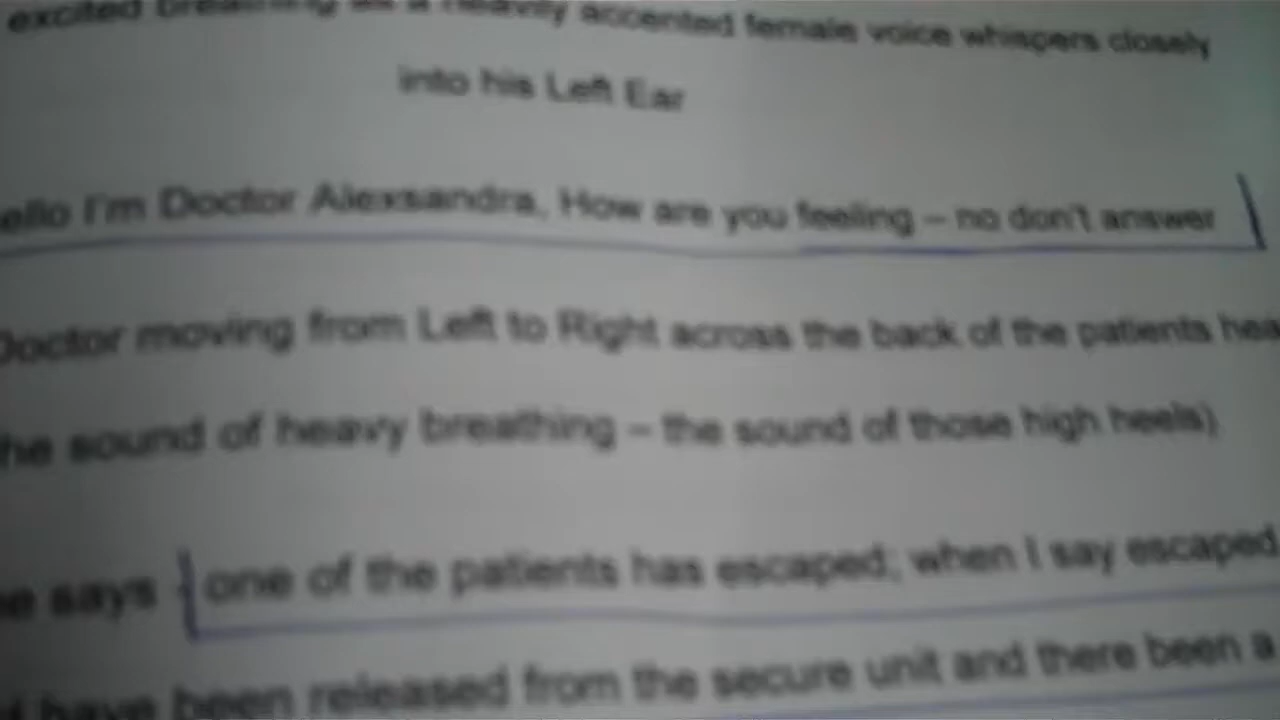 excited breathing as a heavily accented female voice whispers closely
into his Left Ear
ello I'm Doctor Alexsandra, How are you feeling – no don't answer
Doctor moving from Left to Right across the back of the patients hea
he sound of heavy breathing – the sound of those high heels)
e says one of the patients has escaped; when I say escaped
have been released from the secure unit and there been a